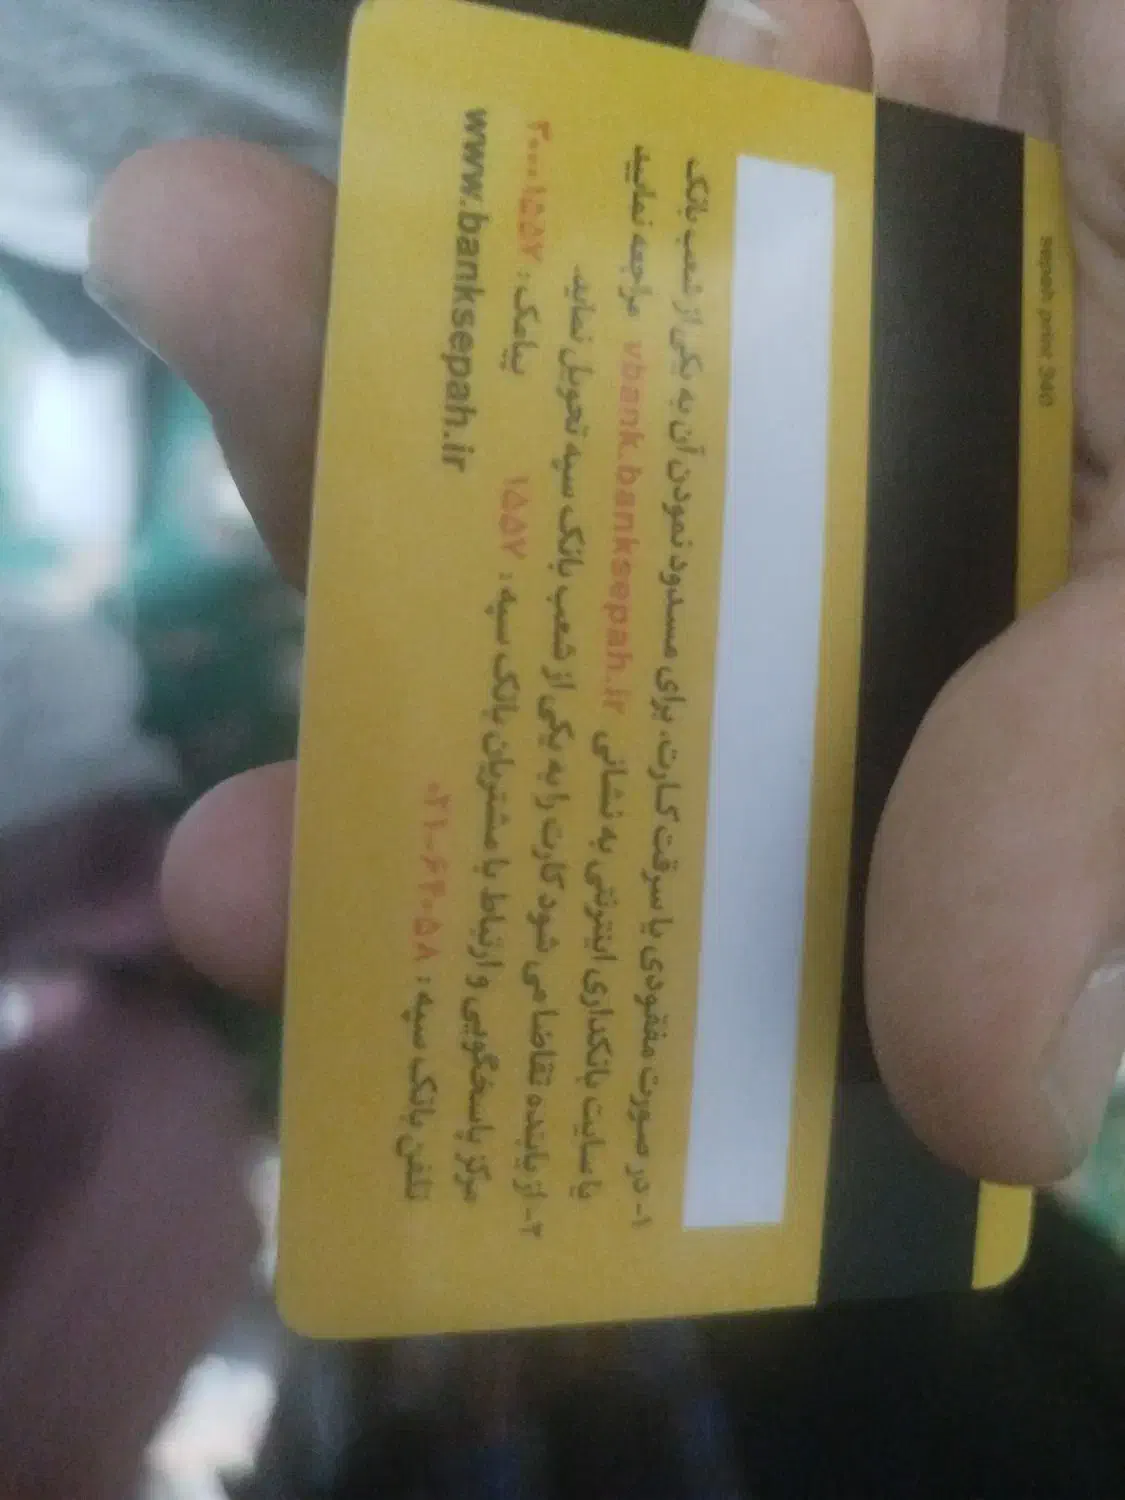 sepah print 340
۱- در صورت مفقودی یا سرقت کارت، برای مسدود نمودن آن به یکی از شعب بانک
یا سایت بانکداری اینترنتی به نشانی vbank.banksepah.ir مراجعه نمایید
۲- از یابنده تقاضا می شود کارت را به یکی از شعب بانک سپه تحویل نماید.
مرکز پاسخگویی و ارتباط با مشتریان بانک سپه: ۱۵۵۷ پیامک: ۳۰۰۰۱۵۵۷
تلفن بانک سپه: ۰۲۱-۶۴۰۵۸ www.banksepah.ir